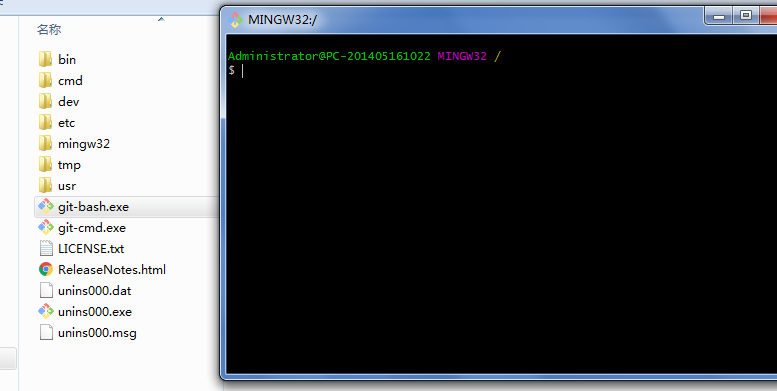 名称
bin
cmd
dev
etc
mingw32
tmp
usr
git-bash.exe
git-cmd.exe
LICENSE.txt
ReleaseNotes.html
unins000.dat
unins000.exe
unins000.msg
MINGW32:/
Administrator@PC-201405161022 MINGW32 /
$